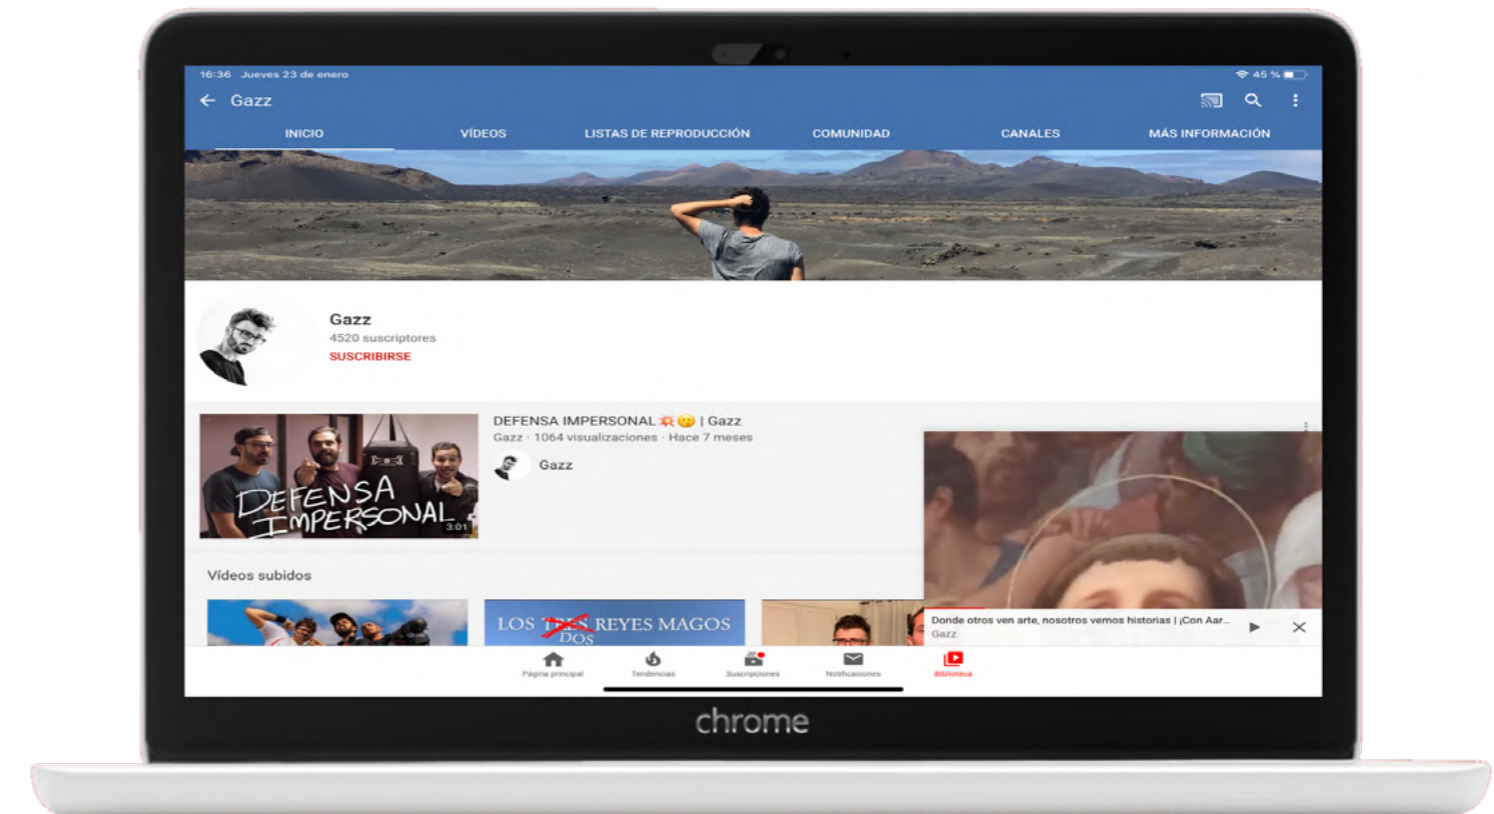 16:36 Jueves 23 de enero
45 %
Gazz
INICIO VÍDEOS LISTAS DE REPRODUCCIÓN COMUNIDAD CANALES MÁS INFORMACIÓN
Gazz
4520 suscriptores
SUSCRIBIRSE
DEFENSA IMPERSONAL 💥🤫 | Gazz
Gazz · 1064 visualizaciones · Hace 7 meses
Gazz
DEFENSA
IMPERSONAL
3:01
Vídeos subidos
LOS TRES REYES MAGOS
DOS
Donde otros ven arte, nosotros vemos historias | ¡Con Aar...
Gazz
Página principal Tendencias Suscripciones Notificaciones Biblioteca
chrome